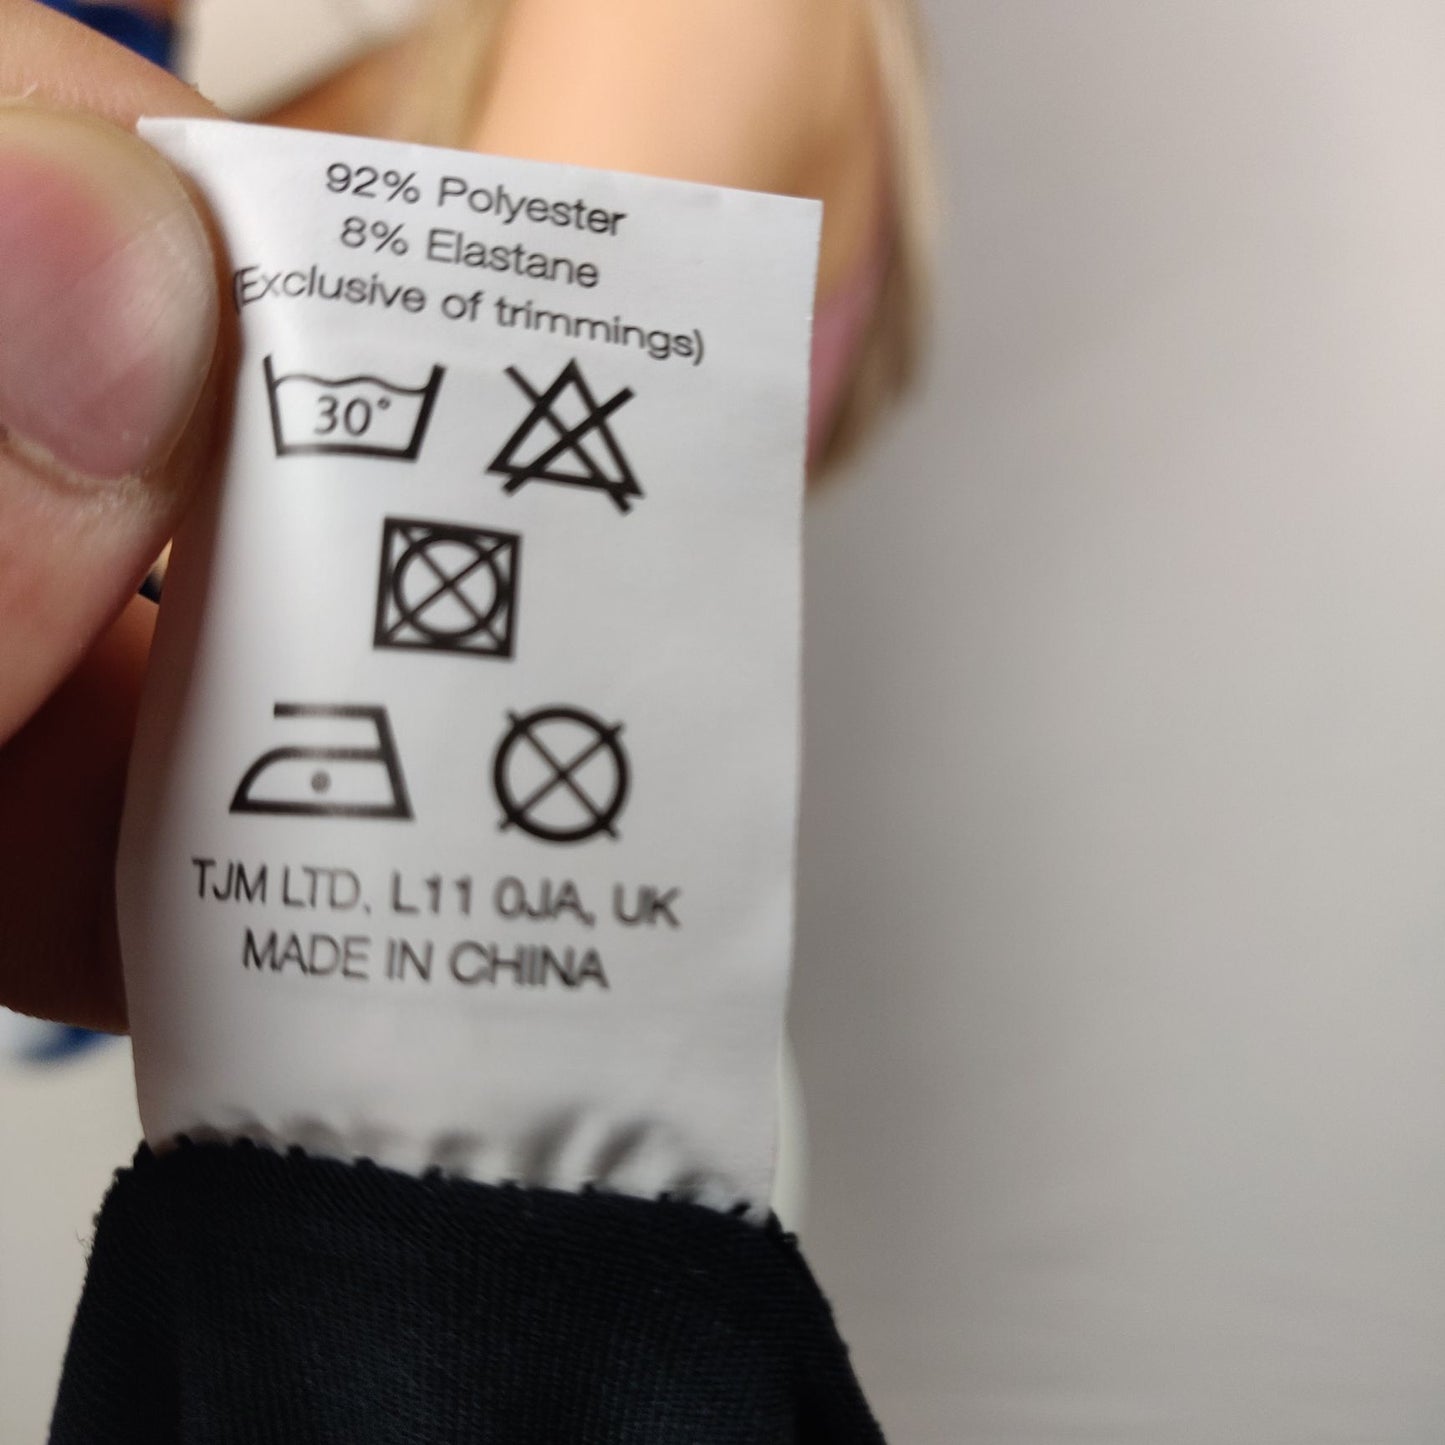 92% Polyester
8% Elastane
(Exclusive of trimmings)
30°
TJM LTD, L11 0JA, UK
MADE IN CHINA